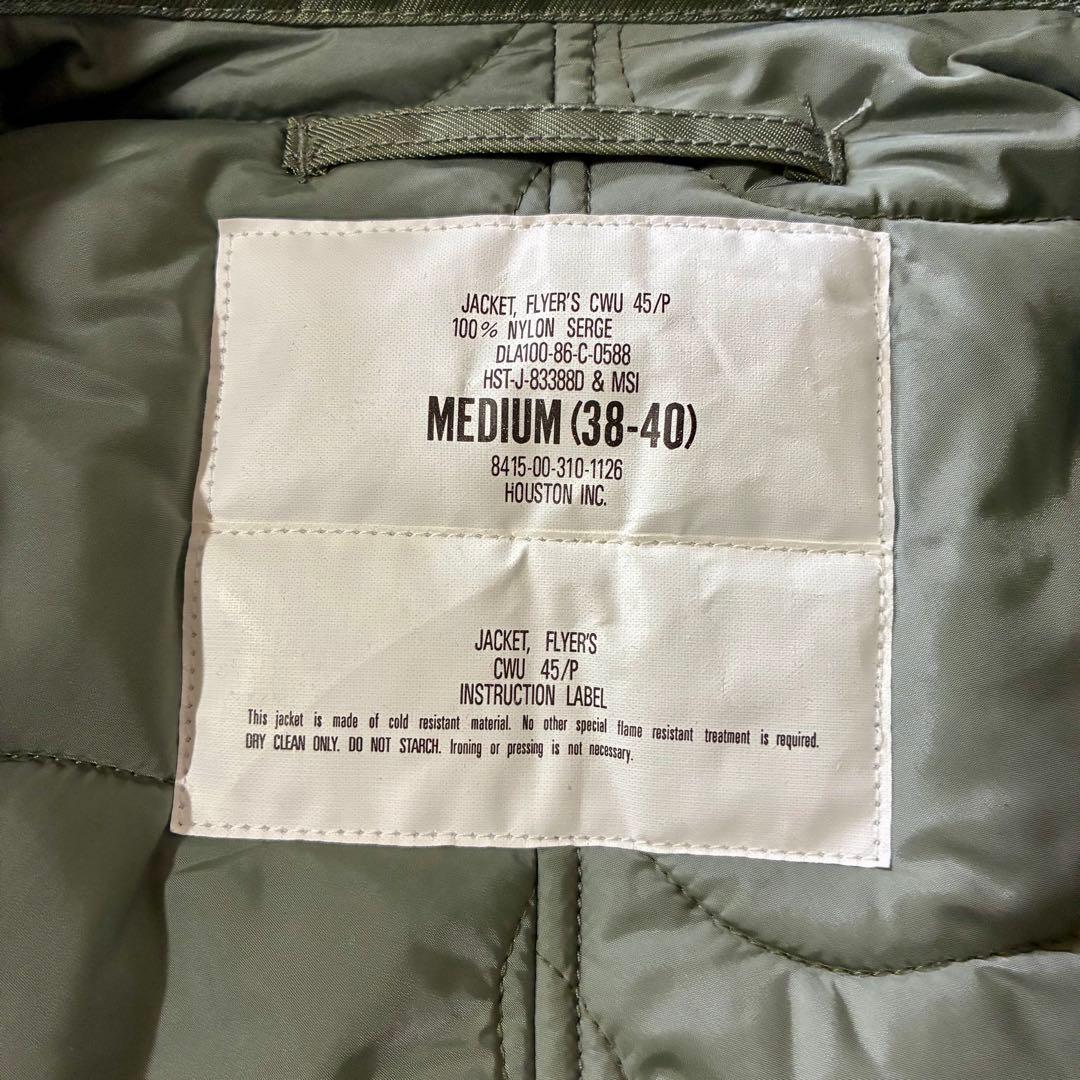 JACKET, FLYER'S CWU 45/P
100% NYLON SERGE
DLA100-86-C-0588
HST-J-83388D & MSI
MEDIUM (38-40)
8415-00-310-1126
HOUSTON INC.
JACKET, FLYER'S
CWU 45/P
INSTRUCTION LABEL
This jacket is made of cold resistant material. No other special flame resistant treatment is required.
DRY CLEAN ONLY. DO NOT STARCH. Ironing or pressing is not necessary.